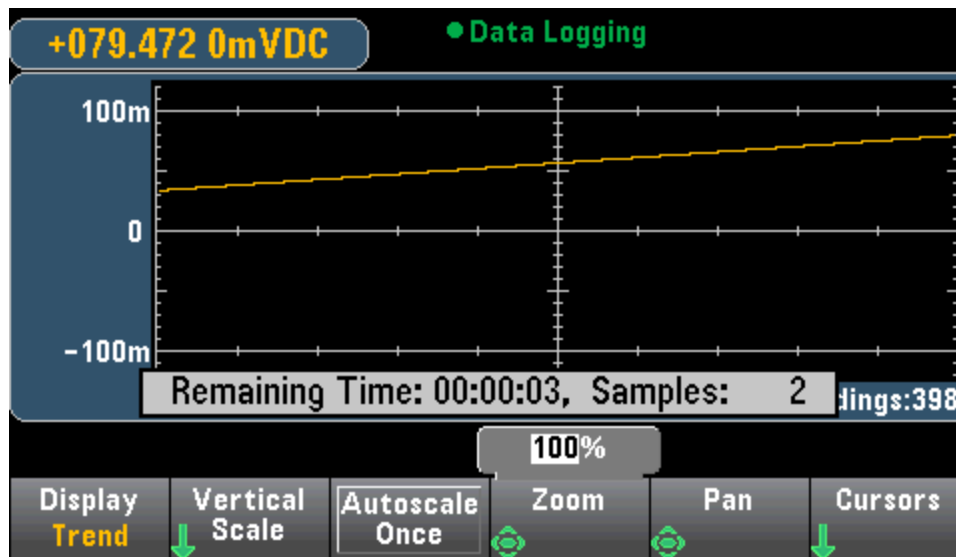 +079.472 0mVDC
Data Logging
100m
0
-100m
Remaining Time: 00:00:03, Samples: 2
dings:398
100%
Display
Trend
Vertical
Scale
Autoscale
Once
Zoom
Pan
Cursors